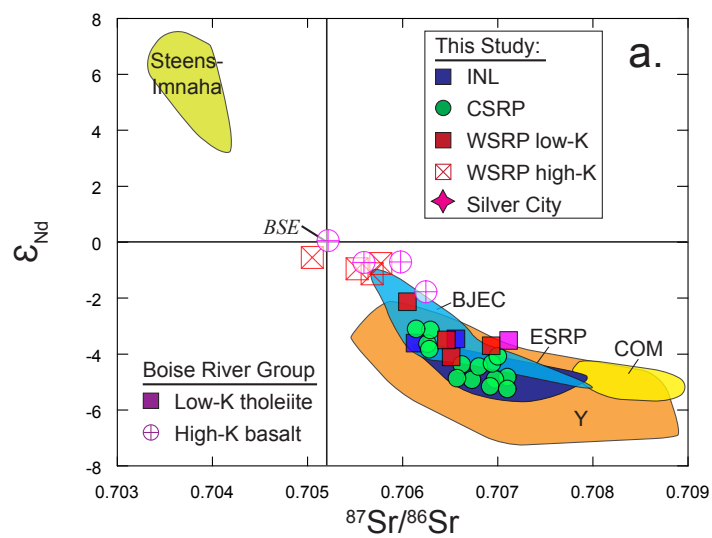 a.
This Study:
INL
CSRP
WSRP low-K
WSRP high-K
Silver City
Steens-
Imnaha
BSE
BJEC
ESRP
COM
Y
Boise River Group
Low-K tholeiite
High-K basalt
8
6
4
2
0
-2
-4
-6
-8
εNd
0.703
0.704
0.705
0.706
0.707
0.708
0.709
87Sr/86Sr